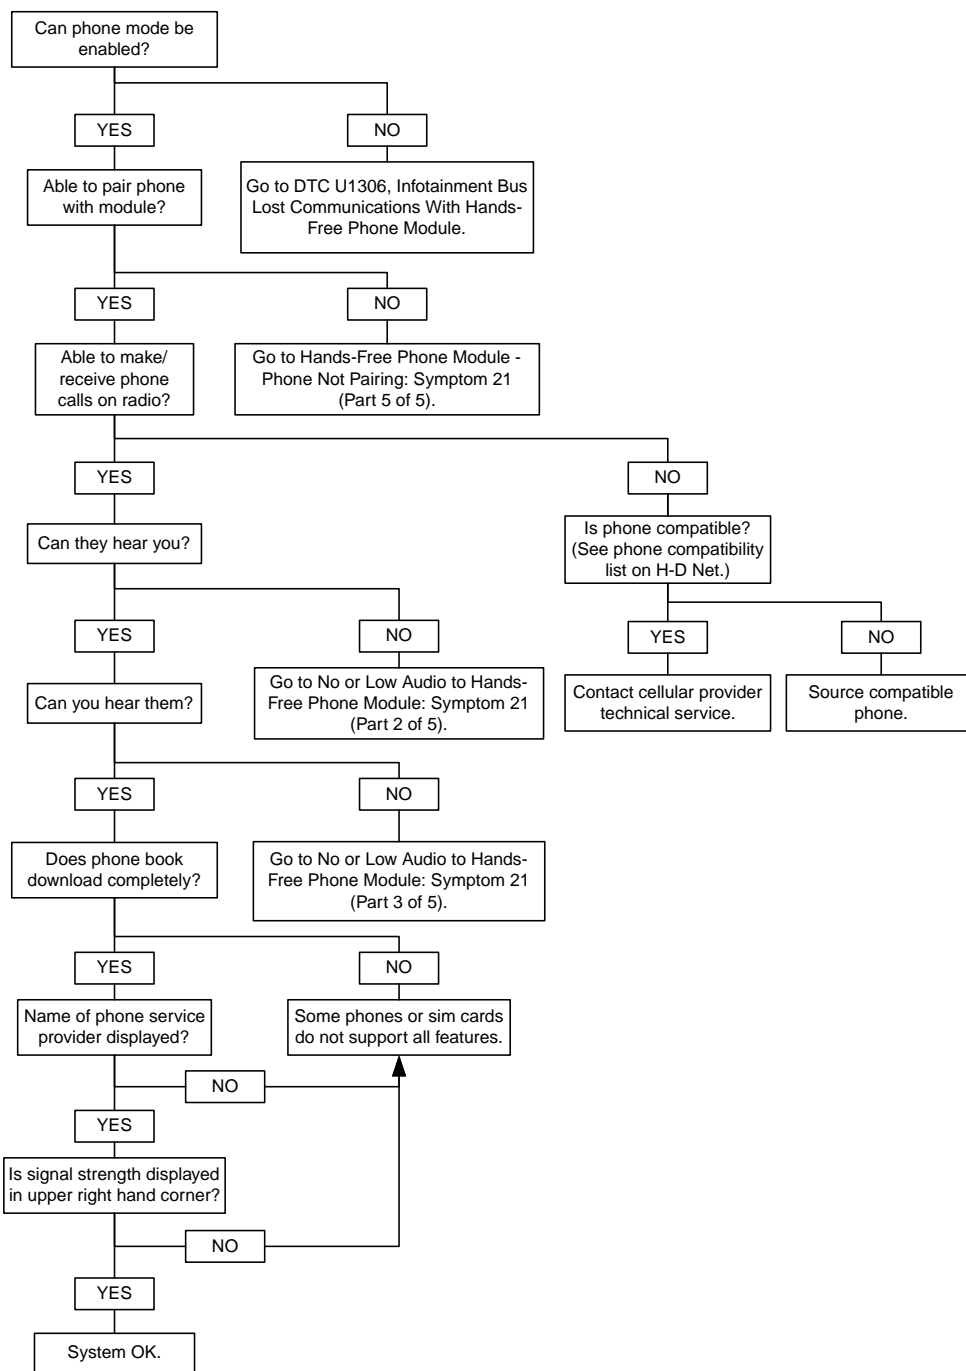 Can phone mode be
enabled?
YES
NO
Able to pair phone
with module?
Go to DTC U1306, Infotainment Bus
Lost Communications With Hands-
Free Phone Module.
YES
NO
Able to make/
receive phone
calls on radio?
Go to Hands-Free Phone Module -
Phone Not Pairing: Symptom 21
(Part 5 of 5).
YES
NO
Can they hear you?
Is phone compatible?
(See phone compatibility
list on H-D Net.)
YES
NO
YES
NO
Can you hear them?
Go to No or Low Audio to Hands-
Free Phone Module: Symptom 21
(Part 2 of 5).
Contact cellular provider
technical service.
Source compatible
phone.
YES
NO
Does phone book
download completely?
Go to No or Low Audio to Hands-
Free Phone Module: Symptom 21
(Part 3 of 5).
YES
NO
Name of phone service
provider displayed?
Some phones or sim cards
do not support all features.
NO
YES
Is signal strength displayed
in upper right hand corner?
NO
YES
System OK.